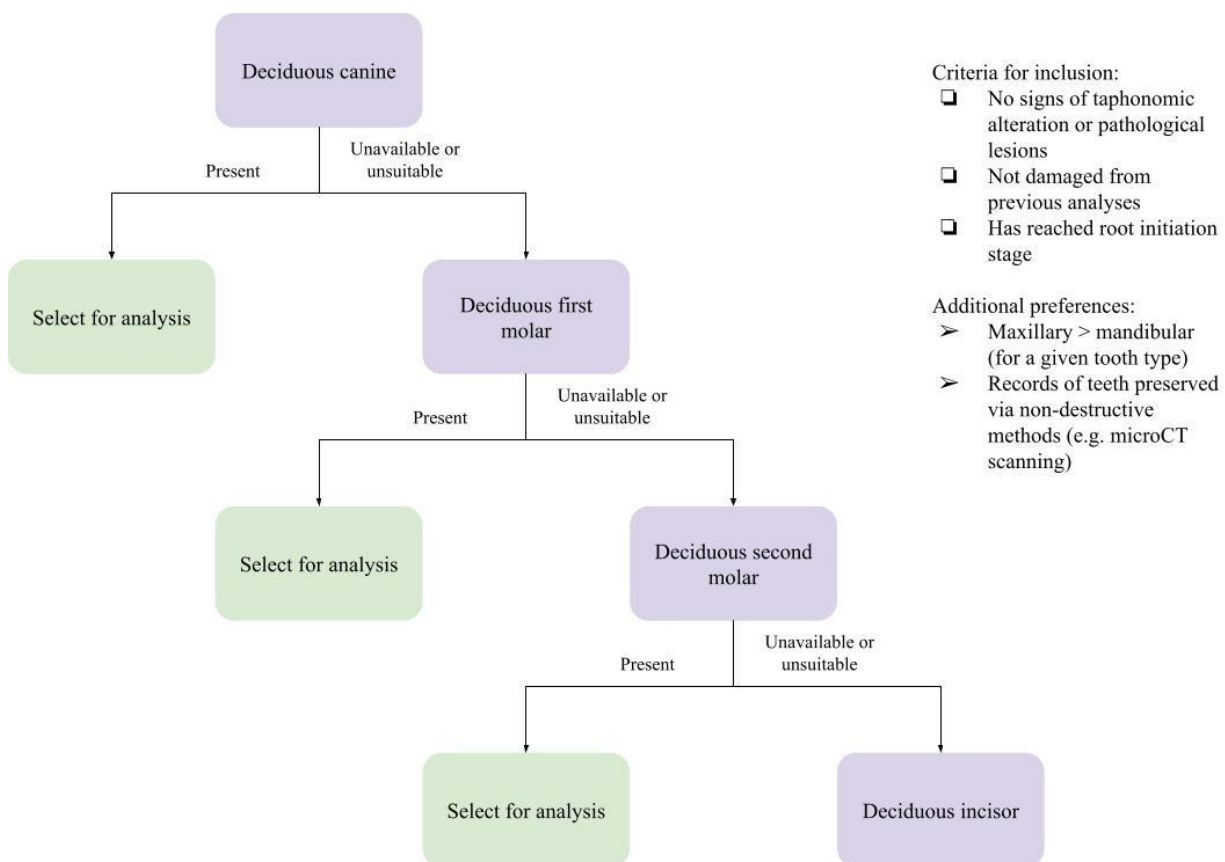 Deciduous canine
Present
Unavailable or
unsuitable
Select for analysis
Deciduous first
molar
Present
Unavailable or
unsuitable
Select for analysis
Deciduous second
molar
Present
Unavailable or
unsuitable
Select for analysis
Deciduous incisor
Criteria for inclusion:
❏ No signs of taphonomic
alteration or pathological
lesions
❏ Not damaged from
previous analyses
❏ Has reached root initiation
stage
Additional preferences:
➢ Maxillary > mandibular
(for a given tooth type)
➢ Records of teeth preserved
via non-destructive
methods (e.g. microCT
scanning)